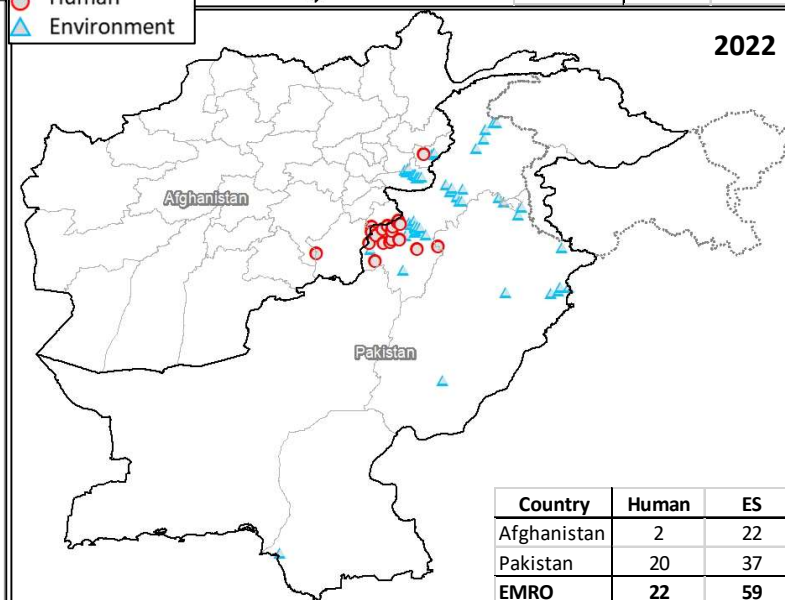 Human
Environment
2022
Afghanistan
Pakistan
Country Human ES
Afghanistan 2 22
Pakistan 20 37
EMRO 22 59